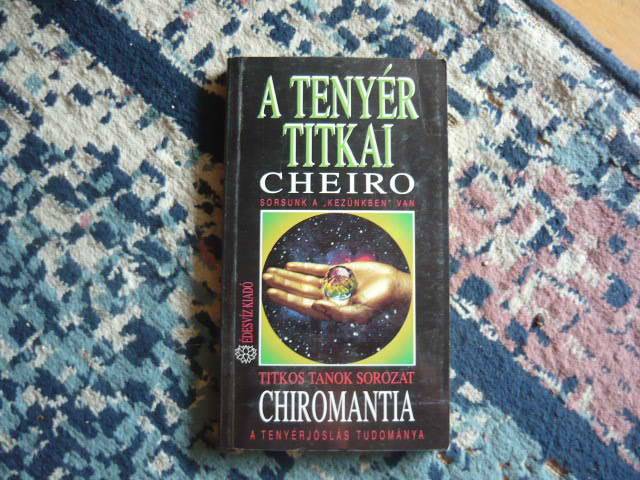 A TENYÉR
TITKAI
CHEIRO
SORSUNK A „KEZÜNKBEN" VAN
ÉDESVÍZ KIADÓ
TITKOS TANOK SOROZAT
CHIROMANTIA
A TENYÉRJÓSLÁS TUDOMÁNYA